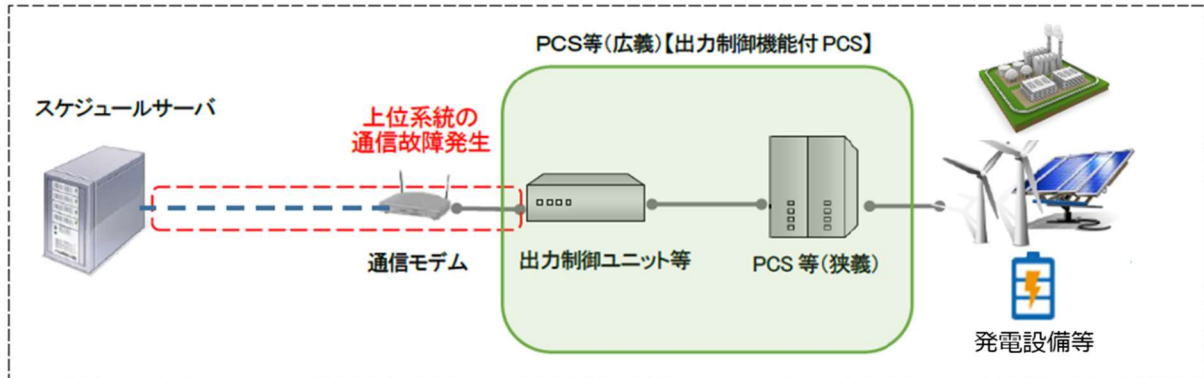 PCS等(広義)【出力制御機能付 PCS】
スケジュールサーバ
上位系統の
通信故障発生
通信モデム
出力制御ユニット等
PCS 等(狭義)
発電設備等